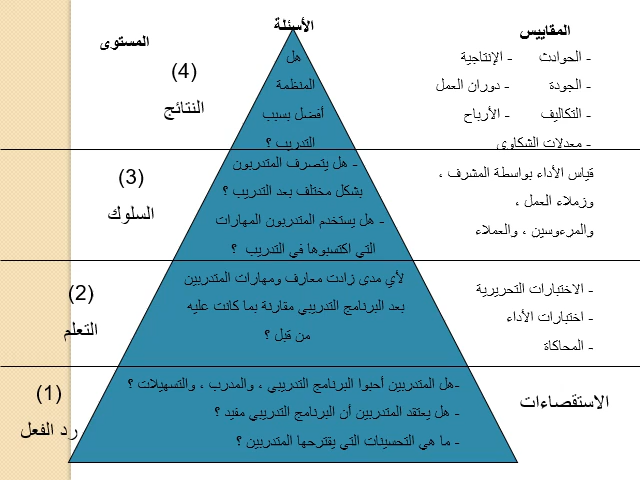 المستوى
الأسئلة
المقاييس
(4)
النتائج
هل
المنظمة
أفضل بسبب
التدريب ؟
- الحوادث - الإنتاجية
- الجودة - دوران العمل
- التكاليف - الأرباح
- معدلات الشكاوى
(3)
السلوك
- هل يتصرف المتدربون
بشكل مختلف بعد التدريب ؟
- هل يستخدم المتدربون المهارات
التي اكتسبوها في التدريب ؟
قياس الأداء بواسطة المشرف ،
وزملاء العمل ،
والمرءوسين ، والعملاء
(2)
التعلم
لأي مدى زادت معارف ومهارات المتدربين
بعد البرنامج التدريبي مقارنة بما كانت عليه
من قبل ؟
- الاختبارات التحريرية
- اختبارات الأداء
- المحاكاة
(1)
رد الفعل
-هل المتدربين أحبوا البرنامج التدريبي ، والمدرب ، والتسهيلات ؟
- هل يعتقد المتدربين أن البرنامج التدريبي مفيد ؟
- ما هي التحسينات التي يقترحها المتدربين ؟
الاستقصاءات